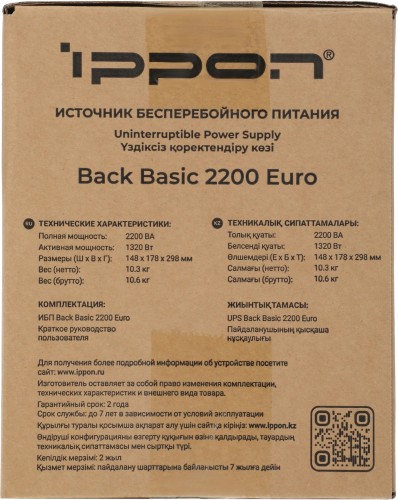 ippon®
ИСТОЧНИК БЕСПЕРЕБОЙНОГО ПИТАНИЯ
Uninterruptible Power Supply
Үздіксіз қоректендіру көзі
Back Basic 2200 Euro
RU ТЕХНИЧЕСКИЕ ХАРАКТЕРИСТИКИ:
Полная мощность: 2200 ВА
Активная мощность: 1320 Вт
Размеры (Ш х В х Г): 148 x 178 x 298 мм
Вес (нетто): 10.3 кг
Вес (брутто): 10.6 кг
KZ ТЕХНИКАЛЫҚ СИПАТТАМАЛАРЫ:
Толық қуаты: 2200 ВА
Белсенді қуаты: 1320 Вт
Өлшемдері (Е х Б х Т): 148 x 178 x 298 мм
Салмағы (нетто): 10.3 кг
Салмағы (брутто): 10.6 кг
КОМПЛЕКТАЦИЯ:
ИБП Back Basic 2200 Euro
Краткое руководство
пользователя
ЖИЫНТЫҚТАМАСЫ:
UPS Back Basic 2200 Euro
Пайдаланушының қысқаша
нұсқаулығы
Для получения более подробной информации об устройстве посетите
сайт: www.ippon.ru
Изготовитель оставляет за собой право изменения комплектации,
технических характеристик и внешнего вида товара.
Гарантийный срок: 2 года
Срок службы: до 7 лет в зависимости от условий эксплуатации
Құрылғы туралы қосымша ақпарат алу үшін сайтқа кіріңіз: www.ippon.kz
Өндіруші конфигурацияны өзгерту құқығын өзіне қалдырады, тауардың
техникалық сипаттамасы мен сыртқы түрі.
Кепілдік мерзімі: 2 жыл
Қызмет мерзімі: пайдалану шарттарына байланысты 7 жылға дейін